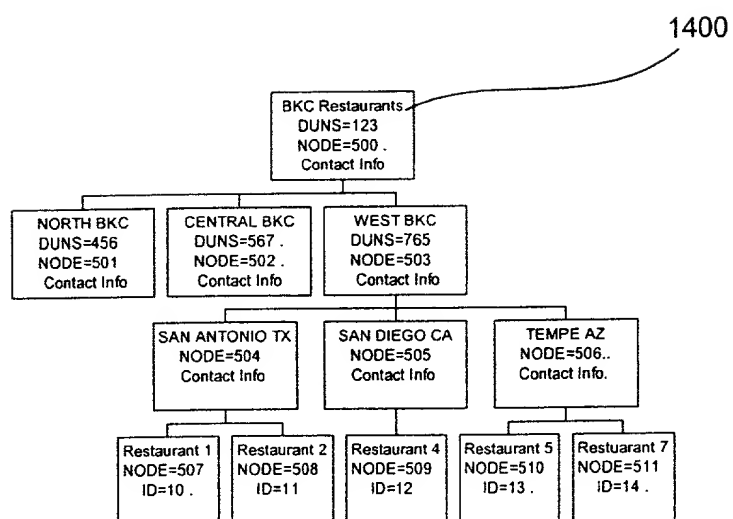 1400
BKC Restaurants
DUNS=123
NODE=500 .
Contact Info
NORTH BKC
DUNS=456
NODE=501
Contact Info
CENTRAL BKC
DUNS=567 .
NODE=502 .
Contact Info
WEST BKC
DUNS=765
NODE=503
Contact Info
SAN ANTONIO TX
NODE=504
Contact Info
SAN DIEGO CA
NODE=505
Contact Info
TEMPE AZ
NODE=506..
Contact Info.
Restaurant 1
NODE=507
ID=10 .
Restaurant 2
NODE=508
ID=11
Restaurant 4
NODE=509
ID=12
Restaurant 5
NODE=510
ID=13 .
Restuarant 7
NODE=511
ID=14 .